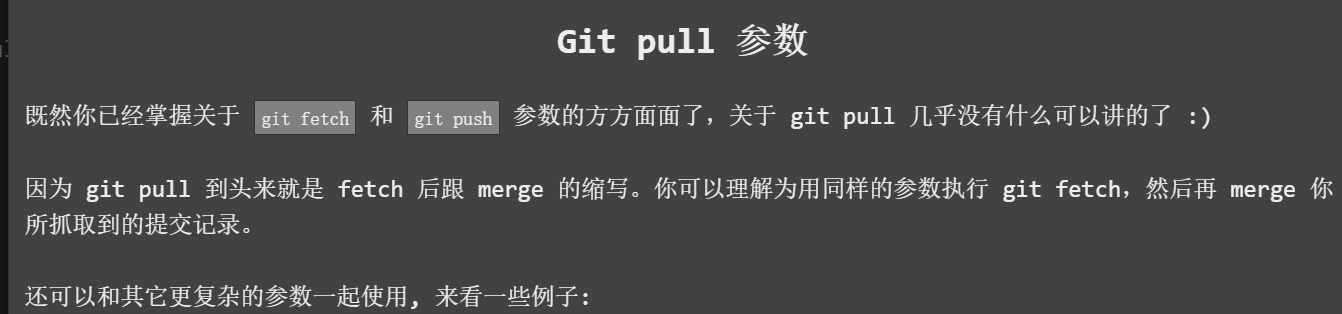 Git pull 参数
既然你已经掌握关于 git fetch 和 git push 参数的方方面面了，关于 git pull 几乎没有什么可以讲的了 :)
因为 git pull 到头来就是 fetch 后跟 merge 的缩写。你可以理解为用同样的参数执行 git fetch，然后再 merge 你
所抓取到的提交记录。
还可以和其它更复杂的参数一起使用, 来看一些例子: